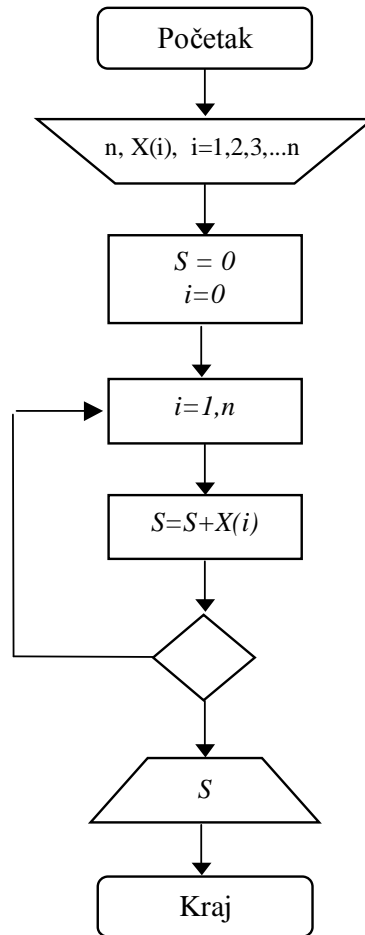 Početak
n, X(i), i=1,2,3,...n
S = 0
i=0
i=1,n
S=S+X(i)
S
Kraj